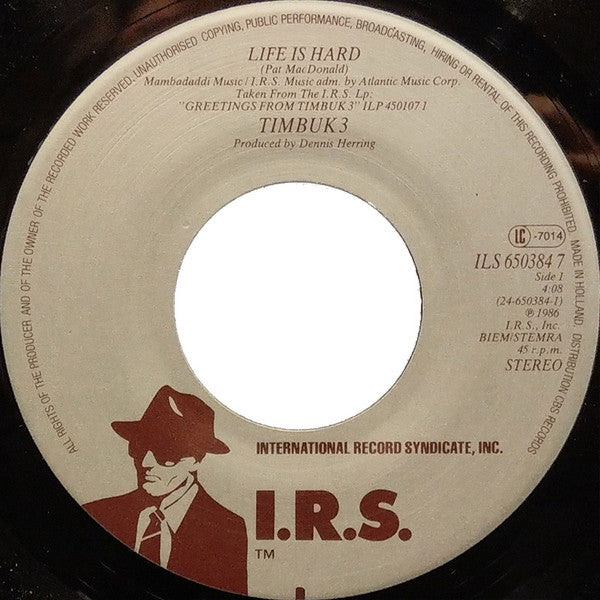 ALL RIGHTS OF THE PRODUCER AND OF THE OWNER OF THE RECORDED WORK RESERVED. UNAUTHORISED COPYING, PUBLIC PERFORMANCE, BROADCASTING, HIRING OR RENTAL OF THIS RECORDING PROHIBITED. MADE IN HOLLAND. DISTRIBUTION CBS RECORDS
LIFE IS HARD
(Pat MacDonald)
Mambadaddi Music / I.R.S. Music adm. by Atlantic Music Corp.
Taken From The I.R.S. Lp:
"GREETINGS FROM TIMBUK 3" ILP 450107 1
TIMBUK 3
Produced by Dennis Herring
LC -7014
ILS 650384 7
Side 1
4:08
(24-650384-1)
℗ 1986
I.R.S., Inc.
BIEM/STEMRA
45 r.p.m.
STEREO
INTERNATIONAL RECORD SYNDICATE, INC.
I.R.S.
TM